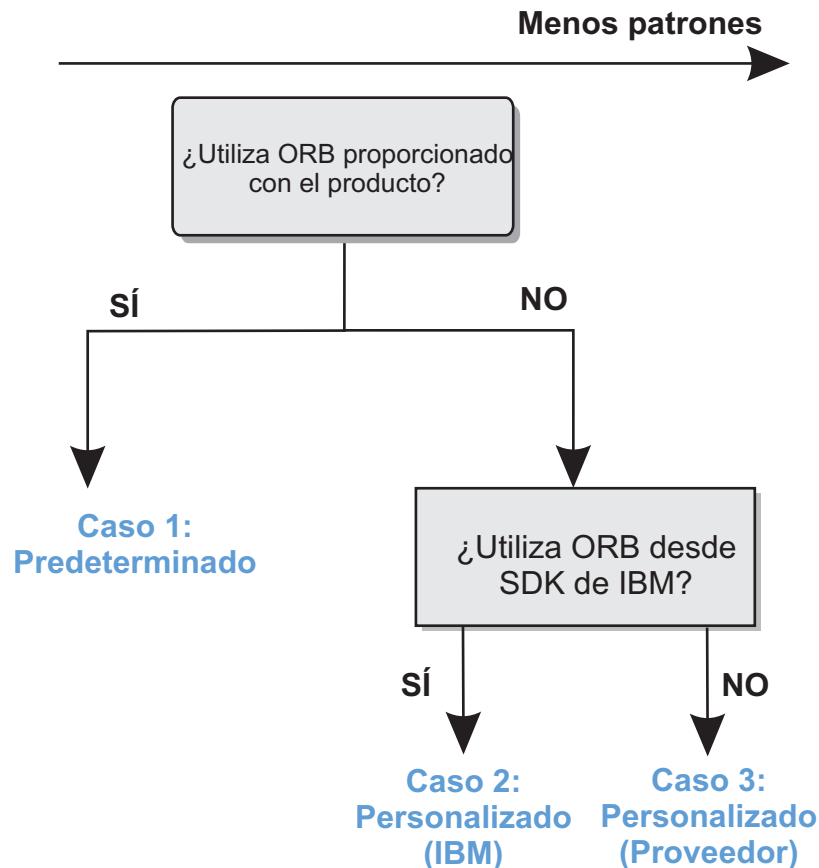 Menos patrones
¿Utiliza ORB proporcionado
con el producto?
SÍ
NO
Caso 1:
Predeterminado
¿Utiliza ORB desde
SDK de IBM?
SÍ
NO
Caso 2:
Personalizado
(IBM)
Caso 3:
Personalizado
(Proveedor)